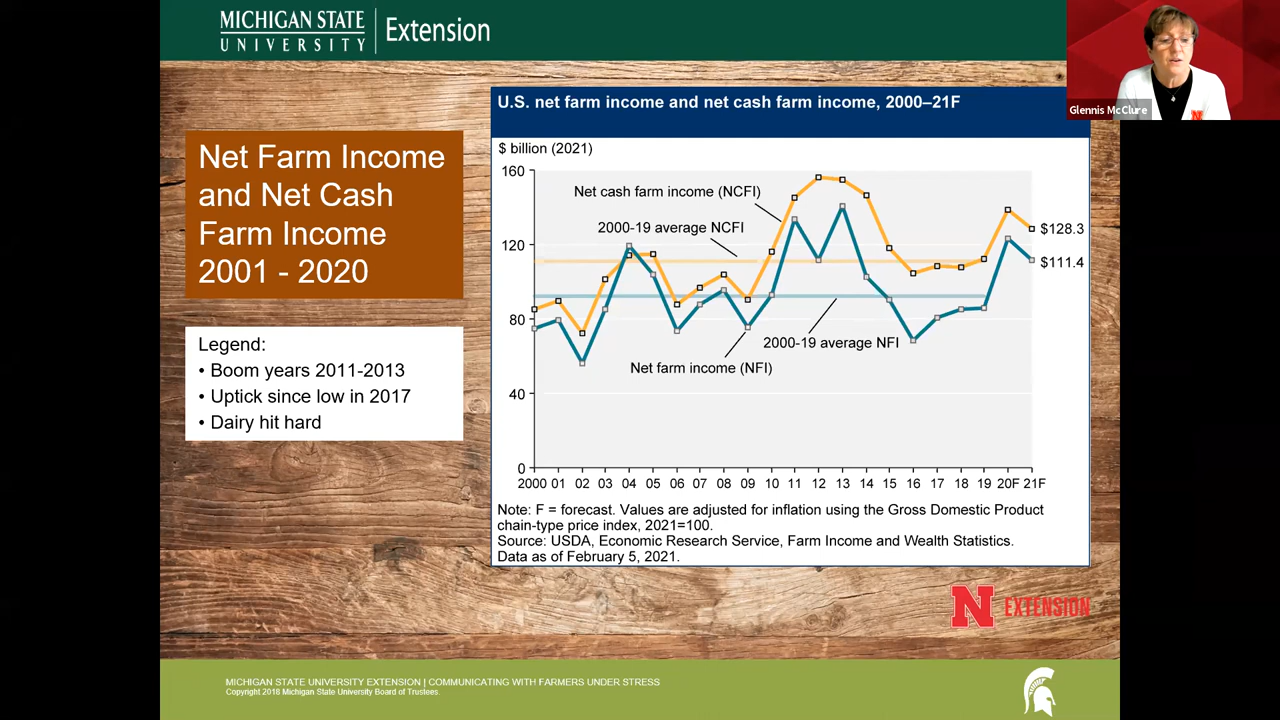 MICHIGAN STATE
UNIVERSITY
Extension
Glennis McClure
N
Net Farm Income
and Net Cash
Farm Income
2001 - 2020
Legend:
• Boom years 2011-2013
• Uptick since low in 2017
• Dairy hit hard
U.S. net farm income and net cash farm income, 2000–21F
$ billion (2021)
160
120
80
40
0
Net cash farm income (NCFI)
2000-19 average NCFI
$128.3
$111.4
2000-19 average NFI
Net farm income (NFI)
2000 01 02 03 04 05 06 07 08 09 10 11 12 13 14 15 16 17 18 19 20F 21F
Note: F = forecast. Values are adjusted for inflation using the Gross Domestic Product
chain-type price index, 2021=100.
Source: USDA, Economic Research Service, Farm Income and Wealth Statistics.
Data as of February 5, 2021.
N EXTENSION
MICHIGAN STATE UNIVERSITY EXTENSION | COMMUNICATING WITH FARMERS UNDER STRESS
Copyright 2018 Michigan State University Board of Trustees.